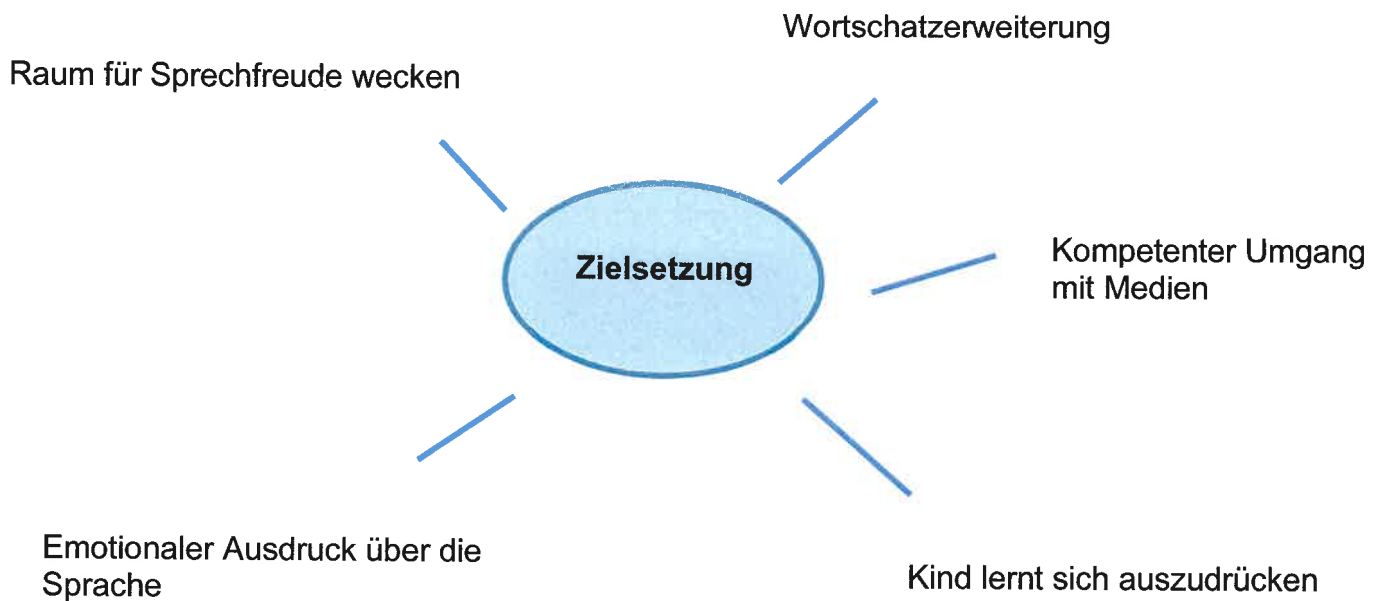 Wortschatzerweiterung
Raum für Sprechfreude wecken
Zielsetzung
Kompetenter Umgang
mit Medien
Emotionaler Ausdruck über die
Sprache
Kind lernt sich auszudrücken